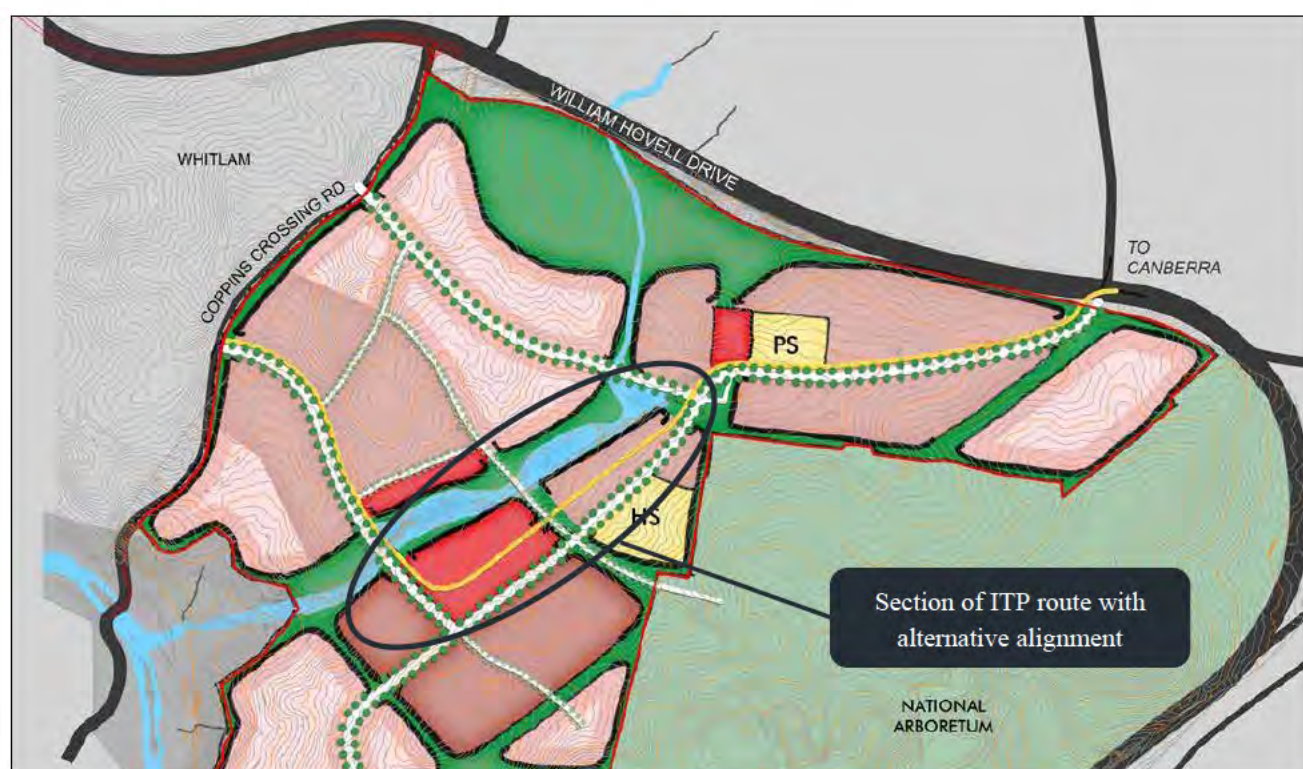 WILLIAM HOVELL DRIVE
WHITLAM
COPPINS CROSSING RD
TO
CANBERRA
PS
HS
Section of ITP route with
alternative alignment
NATIONAL
ARBORETUM